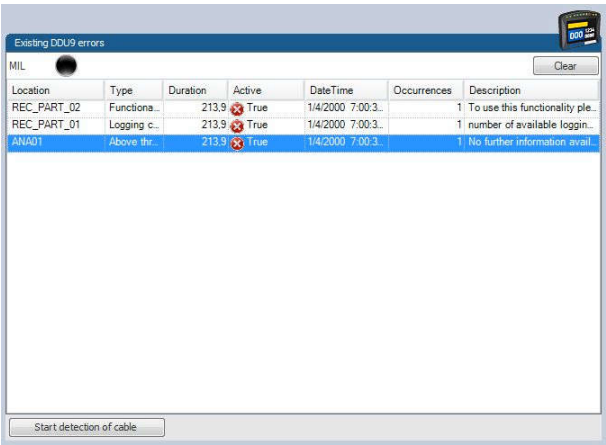 000
Existing DDU9 errors
MIL
Clear
Location Type Duration Active DateTime Occurrences Description
REC_PART_02 Functiona... 213,9 True 1/4/2000 7:00:3... 1 To use this functionality ple...
REC_PART_01 Logging c... 213,9 True 1/4/2000 7:00:3... 1 number of available loggin...
ANA01 Above thr... 213,9 True 1/4/2000 7:00:3... 1 No further information avail...
Start detection of cable